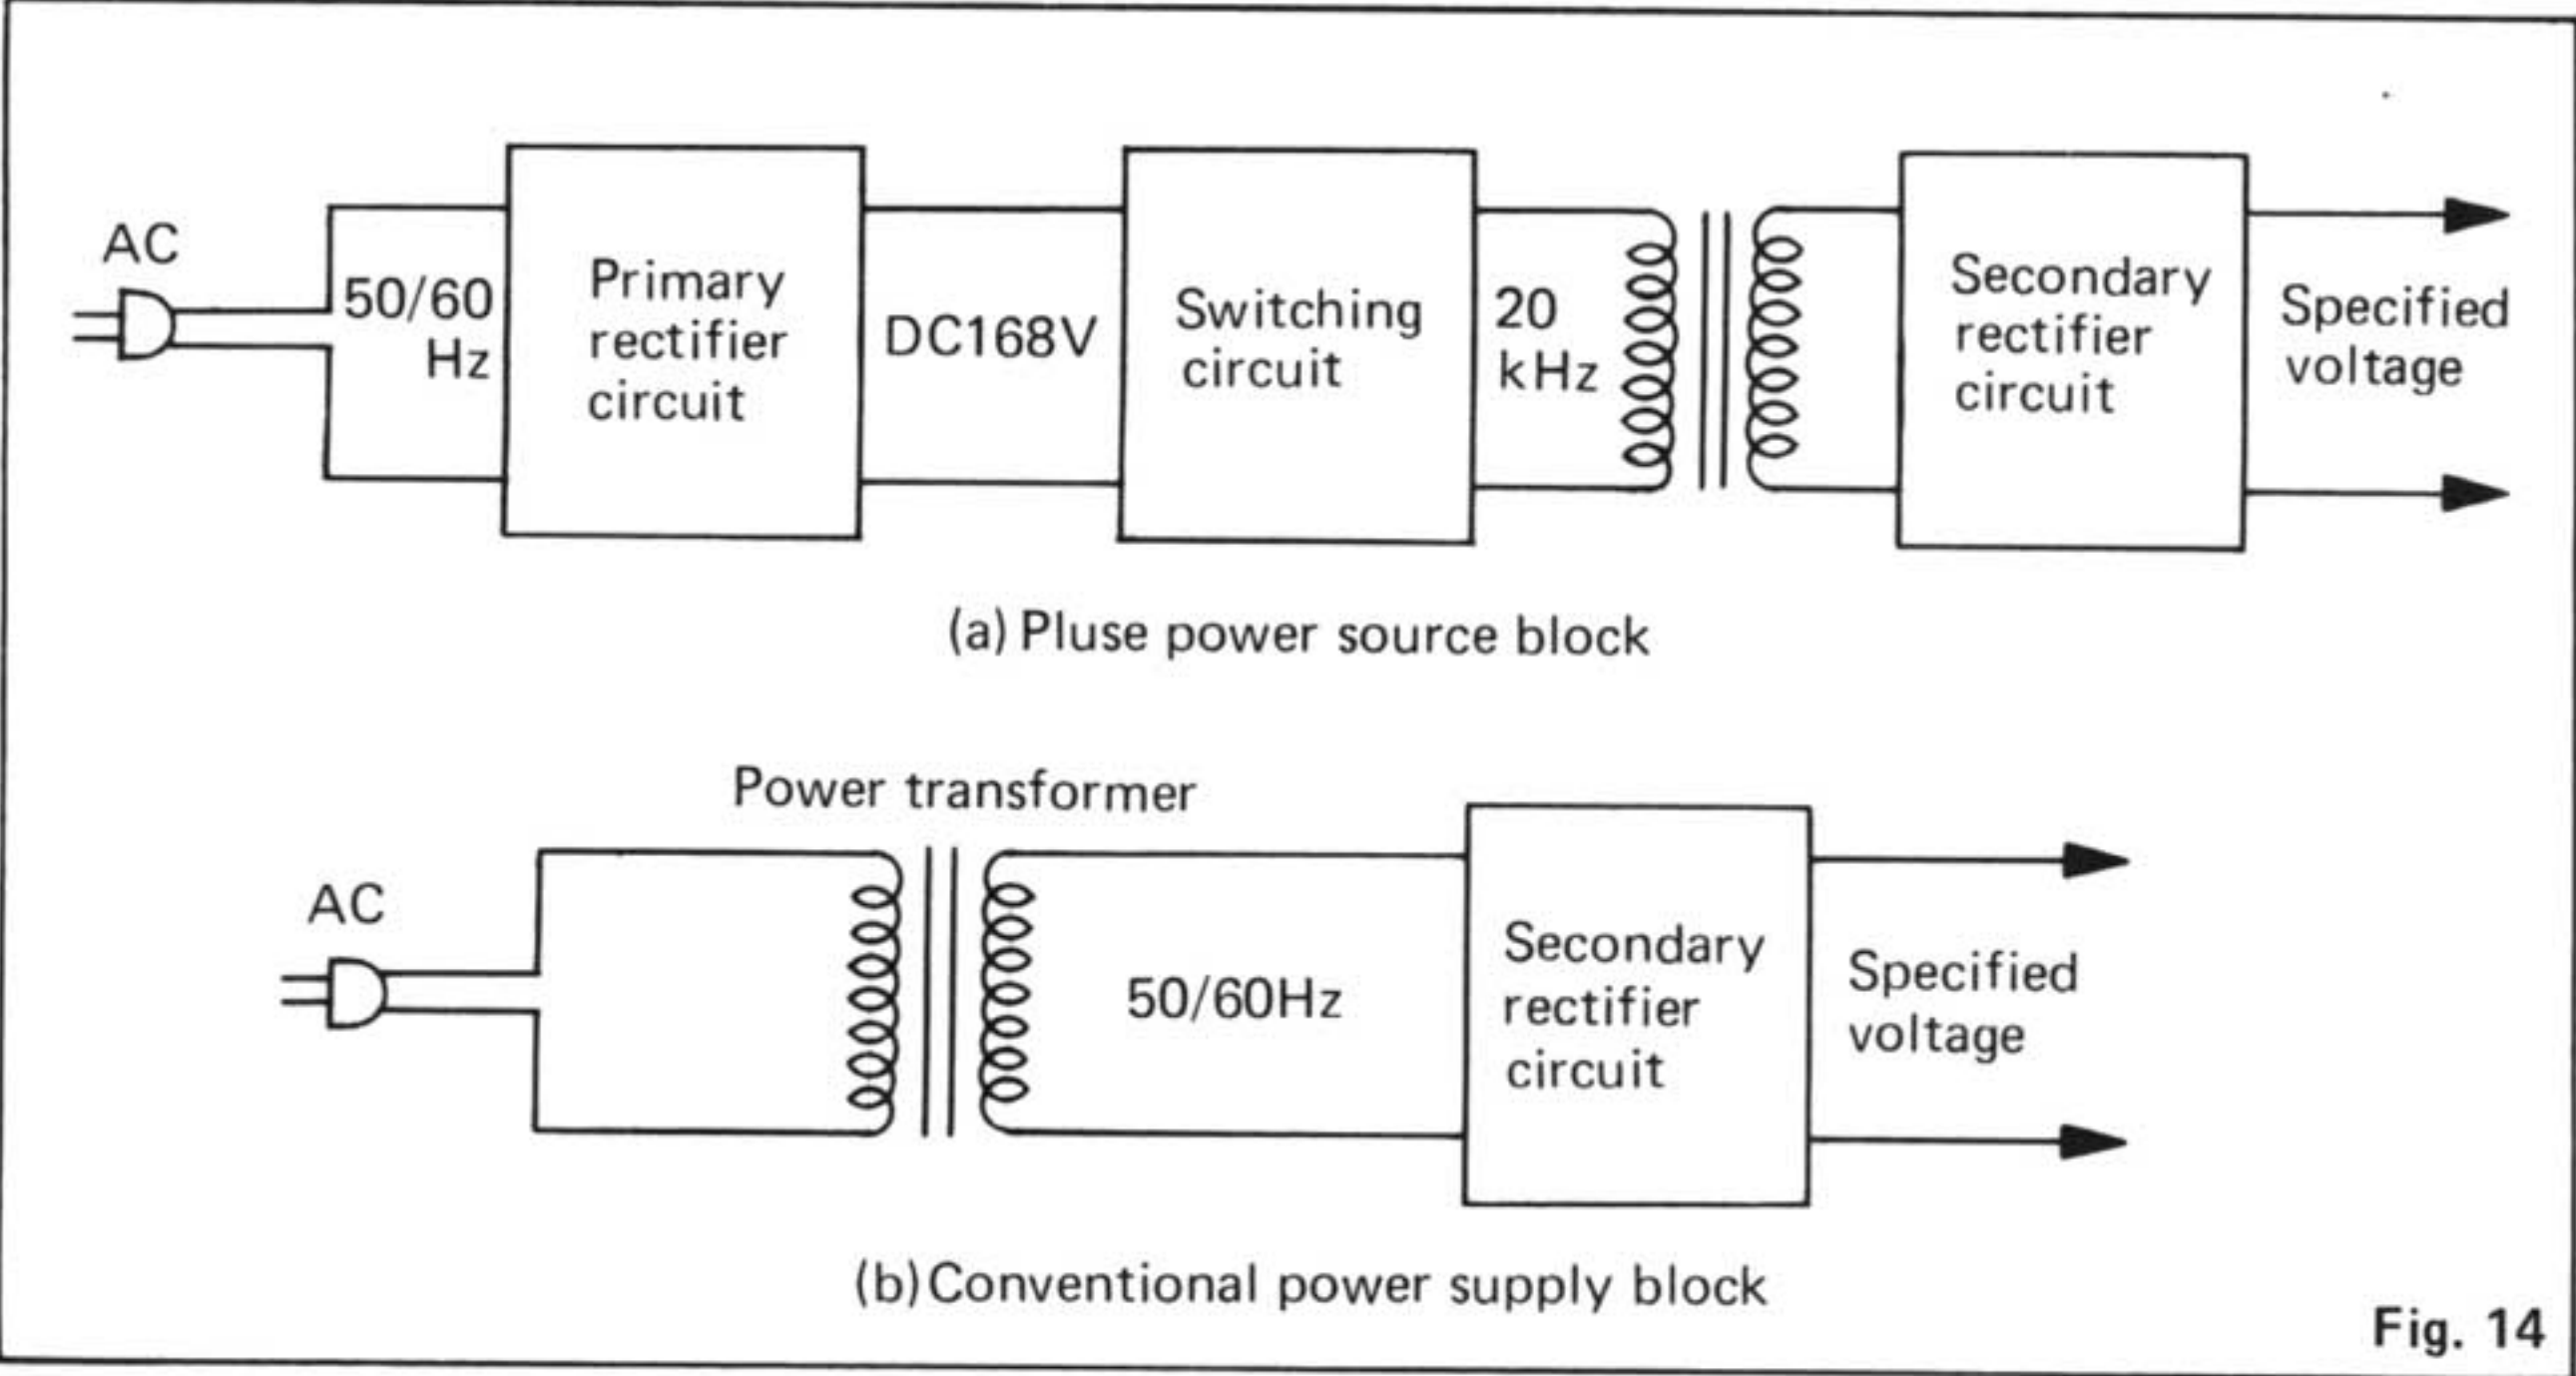 AC
50/60
Hz
Primary
rectifier
circuit
DC168V
Switching
circuit
20
kHz
Secondary
rectifier
circuit
Specified
voltage
(a) Pluse power source block
Power transformer
AC
50/60Hz
Secondary
rectifier
circuit
Specified
voltage
(b) Conventional power supply block
Fig. 14